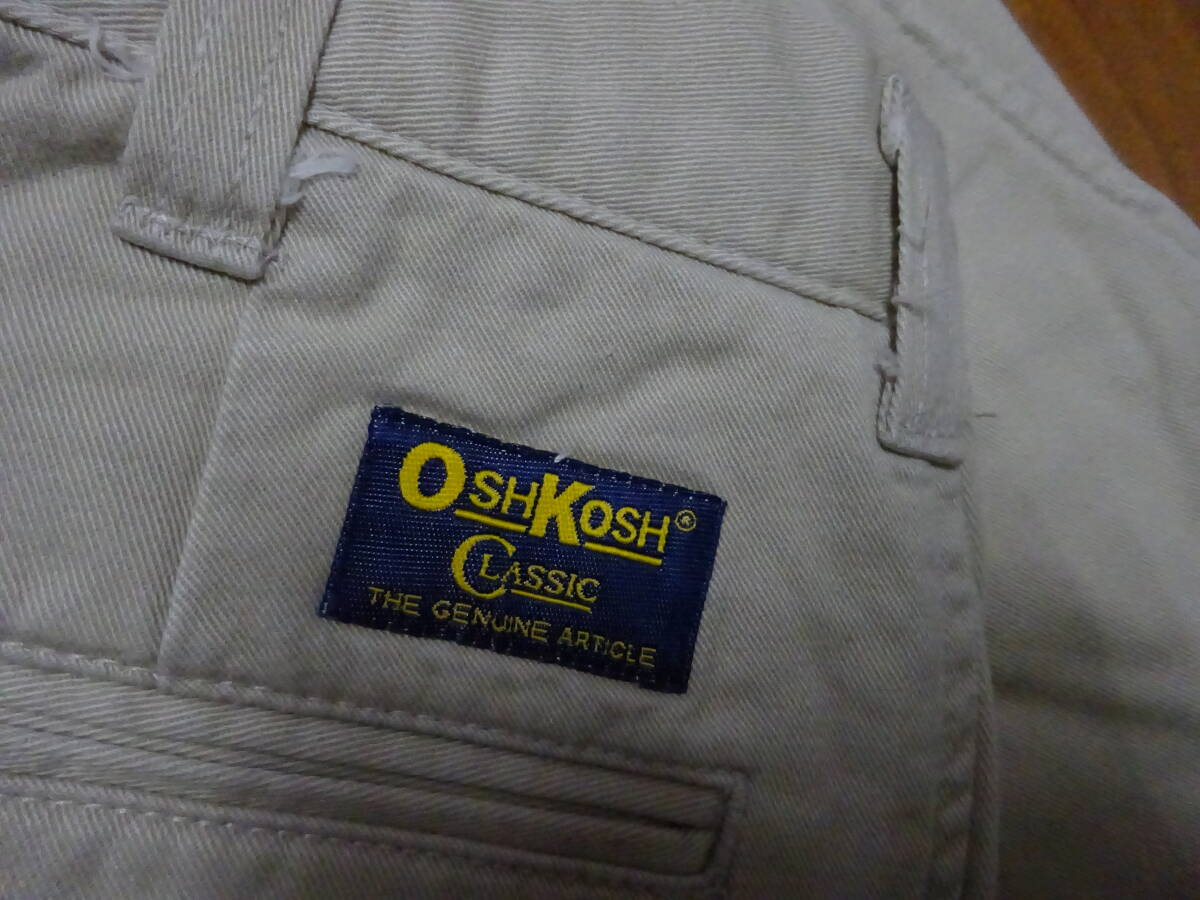 OSHKOSH®
CLASSIC
THE GENUINE ARTICLE